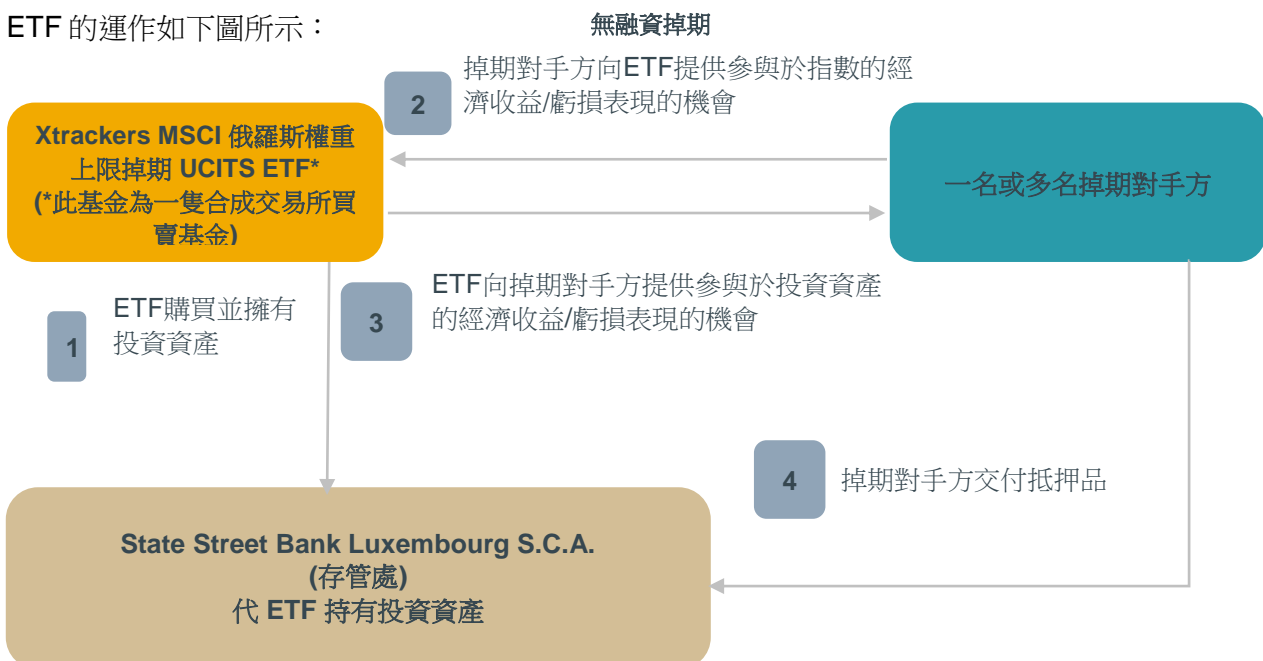 ETF 的運作如下圖所示：
無融資掉期
2
掉期對手方向ETF提供參與於指數的經
濟收益/虧損表現的機會
Xtrackers MSCI 俄羅斯權重
上限掉期 UCITS ETF*
(*此基金為一隻合成交易所買
賣基金)
一名或多名掉期對手方
1
ETF購買並擁有
投資資產
3
ETF向掉期對手方提供參與於投資資產
的經濟收益/虧損表現的機會
4
掉期對手方交付抵押品
State Street Bank Luxembourg S.C.A.
(存管處)
代 ETF 持有投資資產